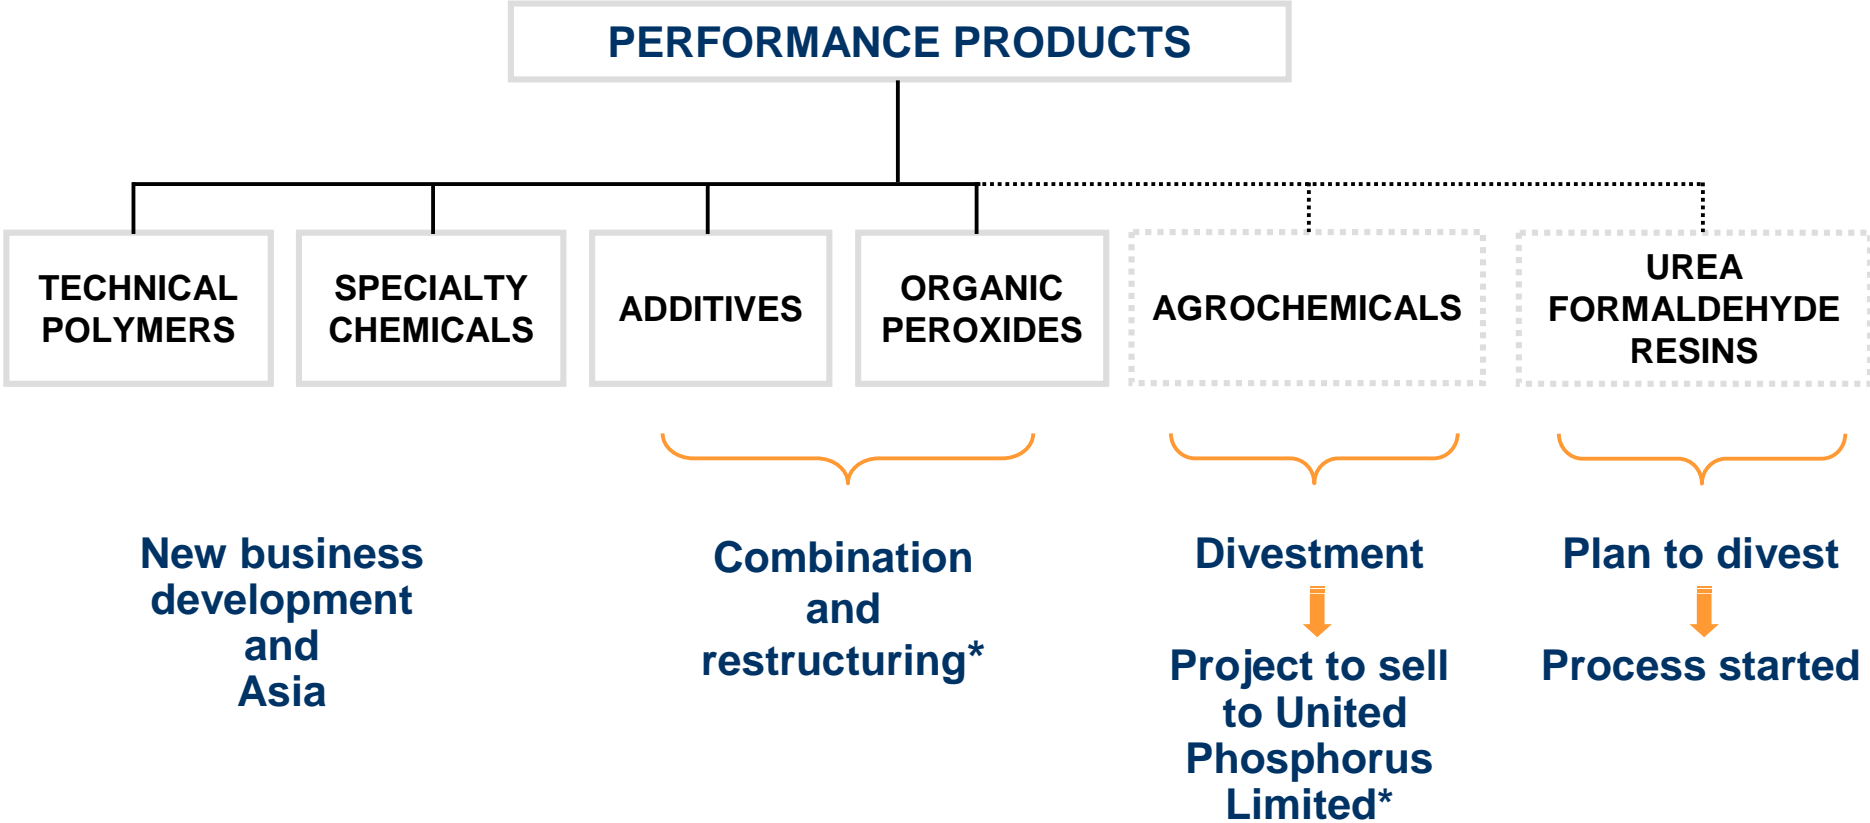 PERFORMANCE PRODUCTS
TECHNICAL
POLYMERS
SPECIALTY
CHEMICALS
ADDITIVES
ORGANIC
PEROXIDES
AGROCHEMICALS
UREA
FORMALDEHYDE
RESINS
New business
development
and
Asia
Combination
and
restructuring*
Divestment
Project to sell
to United
Phosphorus
Limited*
Plan to divest
Process started